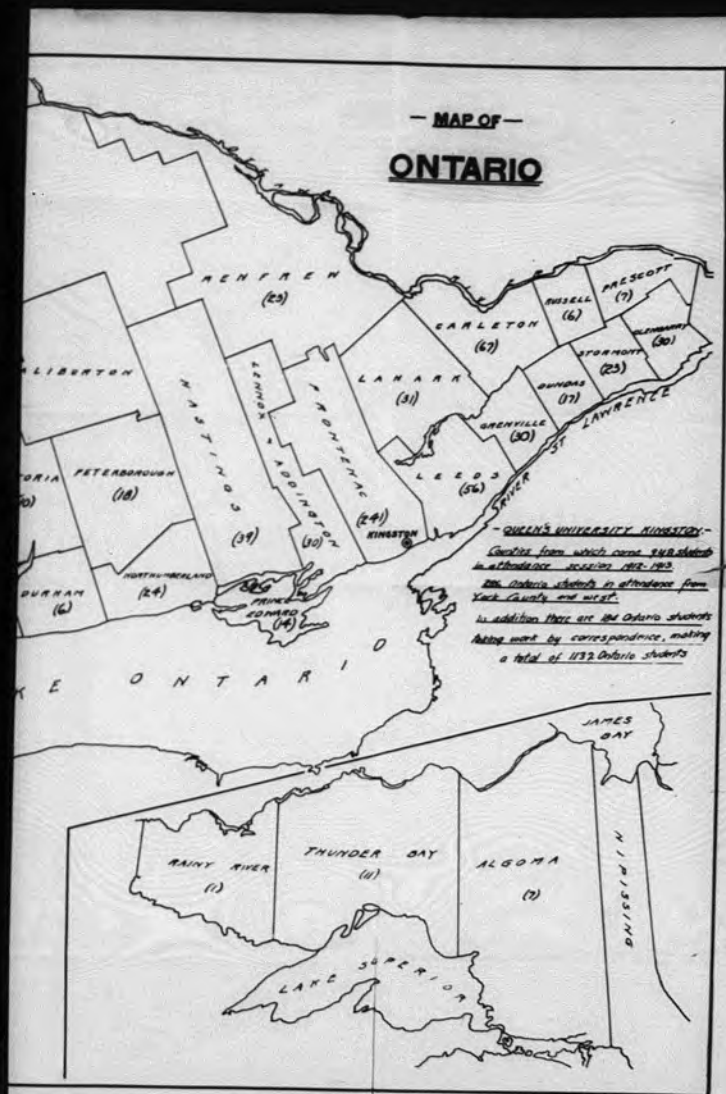 — MAP OF —
ONTARIO
RENFREW
(23)
CARLETON
(67)
RUSSELL
(6)
PRESCOTT
(7)
GLENGARRY
(30)
STORMONT
(23)
DUNDAS
(17)
GRENVILLE
(30)
LANARK
(31)
LEEDS
(56)
RIVER ST LAWRENCE
ALIBURTON
HASTINGS
(39)
LENNOX & ADDINGTON
(30)
FRONTENAC
(241)
KINGSTON
ORIA
PETERBOROUGH
(18)
DURHAM
(6)
NORTHUMBERLAND
(24)
PRINCE
EDWARD
(14)
KE ONTARIO
- QUEEN'S UNIVERSITY KINGSTON.-
Counties from which come 948 students
in attendance session 1912-1913
Ontario students in attendance from
York County and west.
In addition there are 184 Ontario students
taking work by correspondence, making
a total of 1132 Ontario students
JAMES
BAY
RAINY RIVER
(1)
THUNDER BAY
(11)
ALGOMA
(7)
NIPISSING
LAKE SUPERIOR